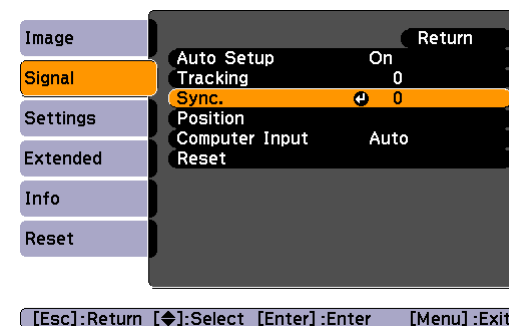 Image
Signal
Settings
Extended
Info
Reset
Return
Auto Setup On
Tracking 0
Sync. 0
Position
Computer Input Auto
Reset
[Esc]:Return [◆]:Select [Enter]:Enter [Menu]:Exit